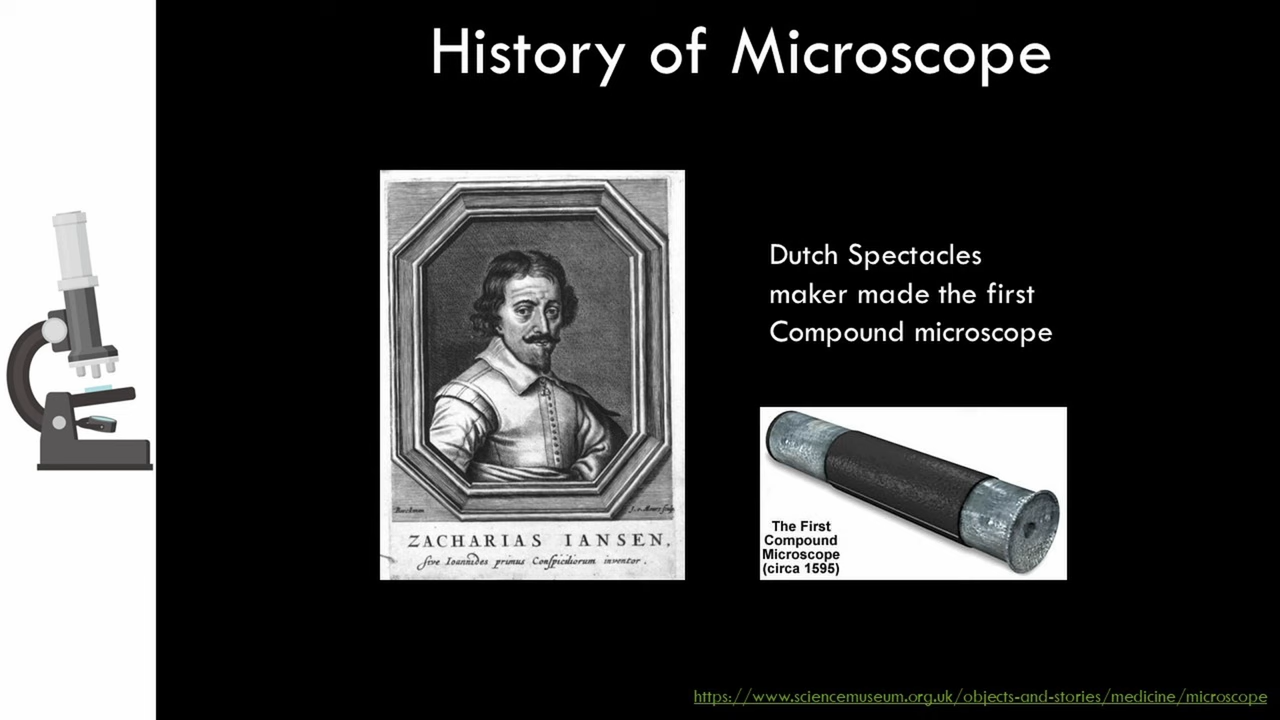 History of Microscope
Dutch Spectacles
maker made the first
Compound microscope
ZACHARIAS IANSEN,
sive Ioannides primus Conspiciliorum inventor.
The First
Compound
Microscope
(circa 1595)
https://www.sciencemuseum.org.uk/objects-and-stories/medicine/microscope